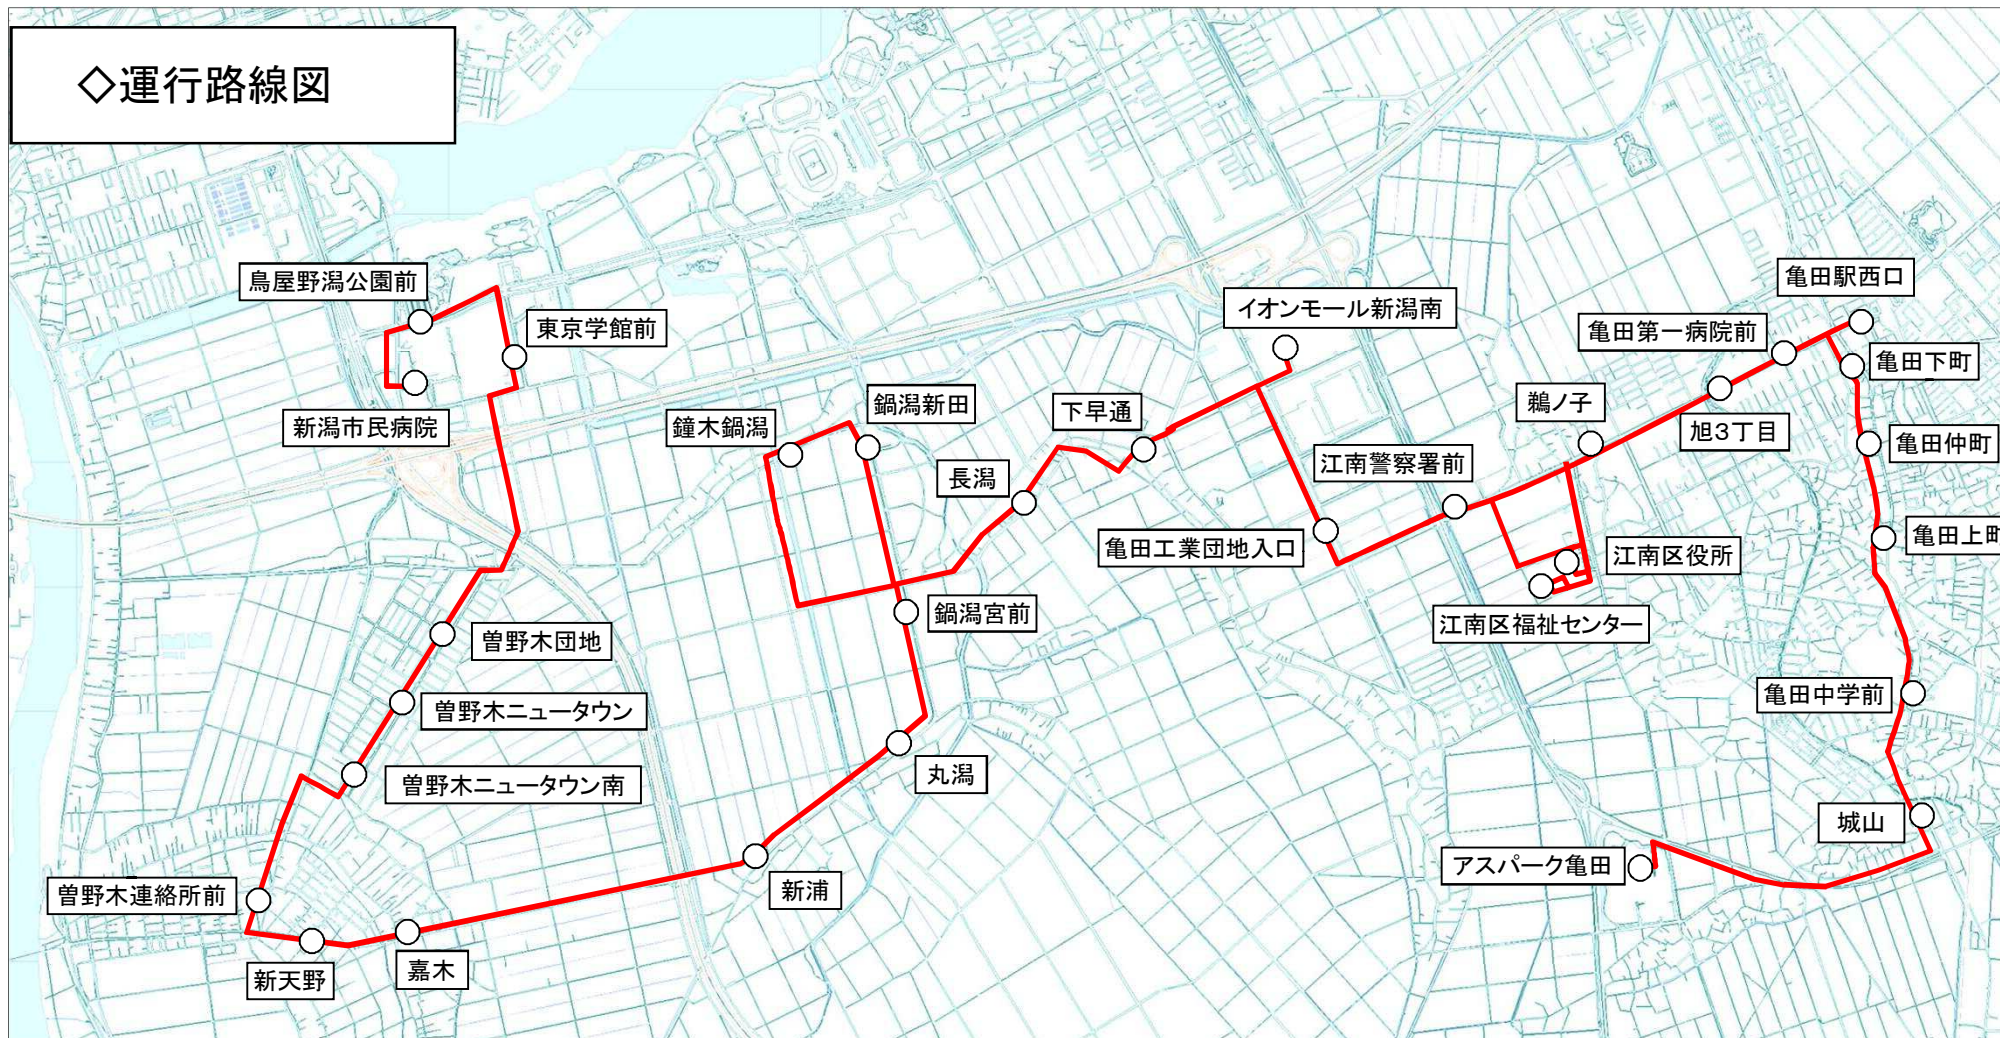 ◇運行路線図
鳥屋野潟公園前
東京学館前
新潟市民病院
鐘木鍋潟
鍋潟新田
下早通
長潟
イオンモール新潟南
亀田駅西口
亀田第一病院前
亀田下町
鵜ノ子
旭3丁目
亀田仲町
江南警察署前
亀田工業団地入口
亀田上町
江南区役所
鍋潟宮前
江南区福祉センター
曽野木団地
曽野木ニュータウン
亀田中学前
曽野木ニュータウン南
丸潟
城山
アスパーク亀田
曽野木連絡所前
新浦
新天野
嘉木